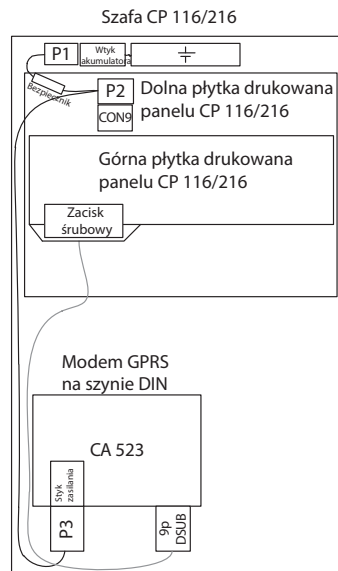 Szafa CP 116/216
P1
Wtyk
akumulatora
Bezpiecznik
P2
Dolna płytka drukowana
panelu CP 116/216
CON9
Górna płytka drukowana
panelu CP 116/216
Zacisk
śrubowy
Modem GPRS
na szynie DIN
CA 523
Styk
zasilania
P3
9p
DSUB